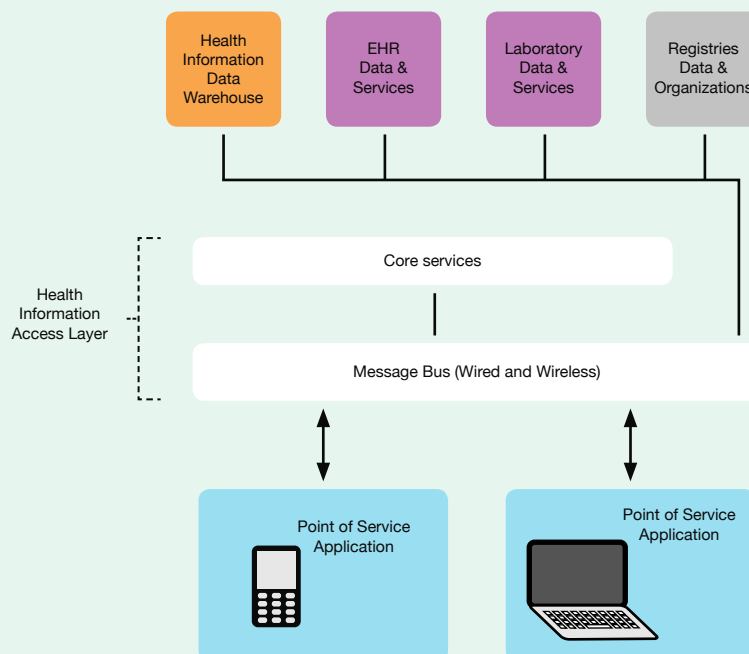 Health
Information
Data
Warehouse
EHR
Data &
Services
Laboratory
Data &
Services
Registries
Data &
Organizations
Core services
Health
Information
Access Layer
Message Bus (Wired and Wireless)
Point of Service
Application
Point of Service
Application